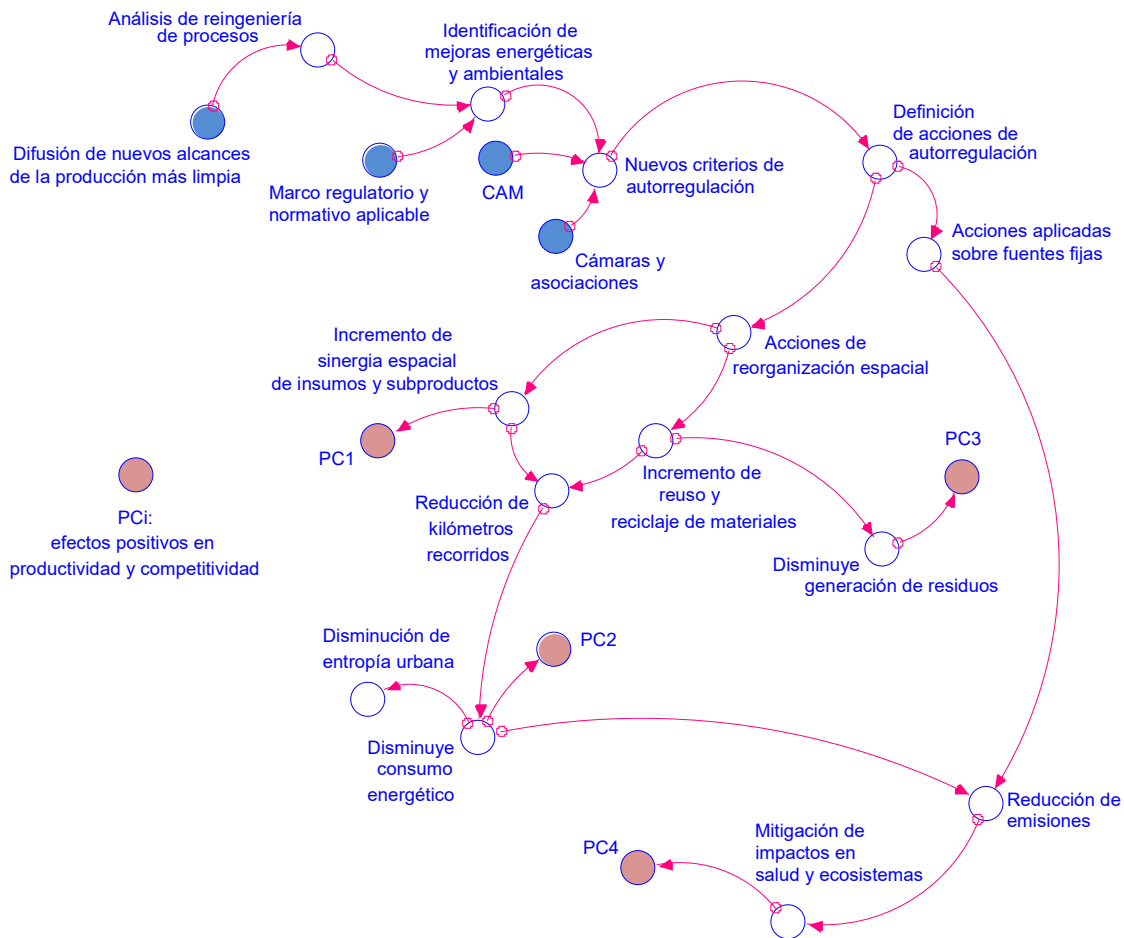 Análisis de reingeniería
de procesos
Identificación de
mejoras energéticas
y ambientales
Difusión de nuevos alcances
de la producción más limpia
Marco regulatorio y
normativo aplicable
CAM
Nuevos criterios de
autorregulación
Definición
de acciones de
autorregulación
Cámaras y
asociaciones
Acciones aplicadas
sobre fuentes fijas
Incremento de
sinergia espacial
de insumos y subproductos
Acciones de
reorganización espacial
PC1
PC3
Incremento de
reuso y
reciclaje de materiales
Reducción de
kilómetros
recorridos
PCi:
efectos positivos en
productividad y competitividad
Disminuye
generación de residuos
Disminución de
entropía urbana
PC2
Disminuye
consumo
energético
Reducción de
emisiones
Mitigación de
impactos en
salud y ecosistemas
PC4